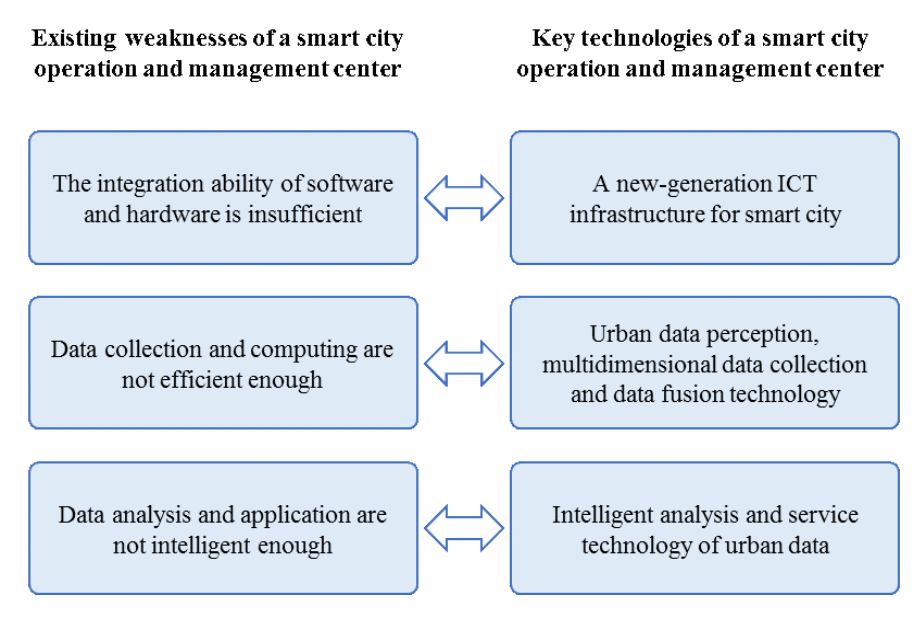 Existing weaknesses of a smart city
operation and management center
Key technologies of a smart city
operation and management center
The integration ability of software
and hardware is insufficient
A new-generation ICT
infrastructure for smart city
Data collection and computing are
not efficient enough
Urban data perception,
multidimensional data collection
and data fusion technology
Data analysis and application are
not intelligent enough
Intelligent analysis and service
technology of urban data